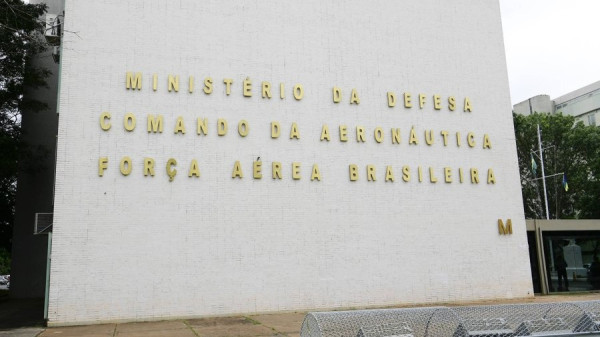 MINISTÉRIO DA DEFESA
COMANDO DA AERONÁUTICA
FORÇA AÉREA BRASILEIRA
M